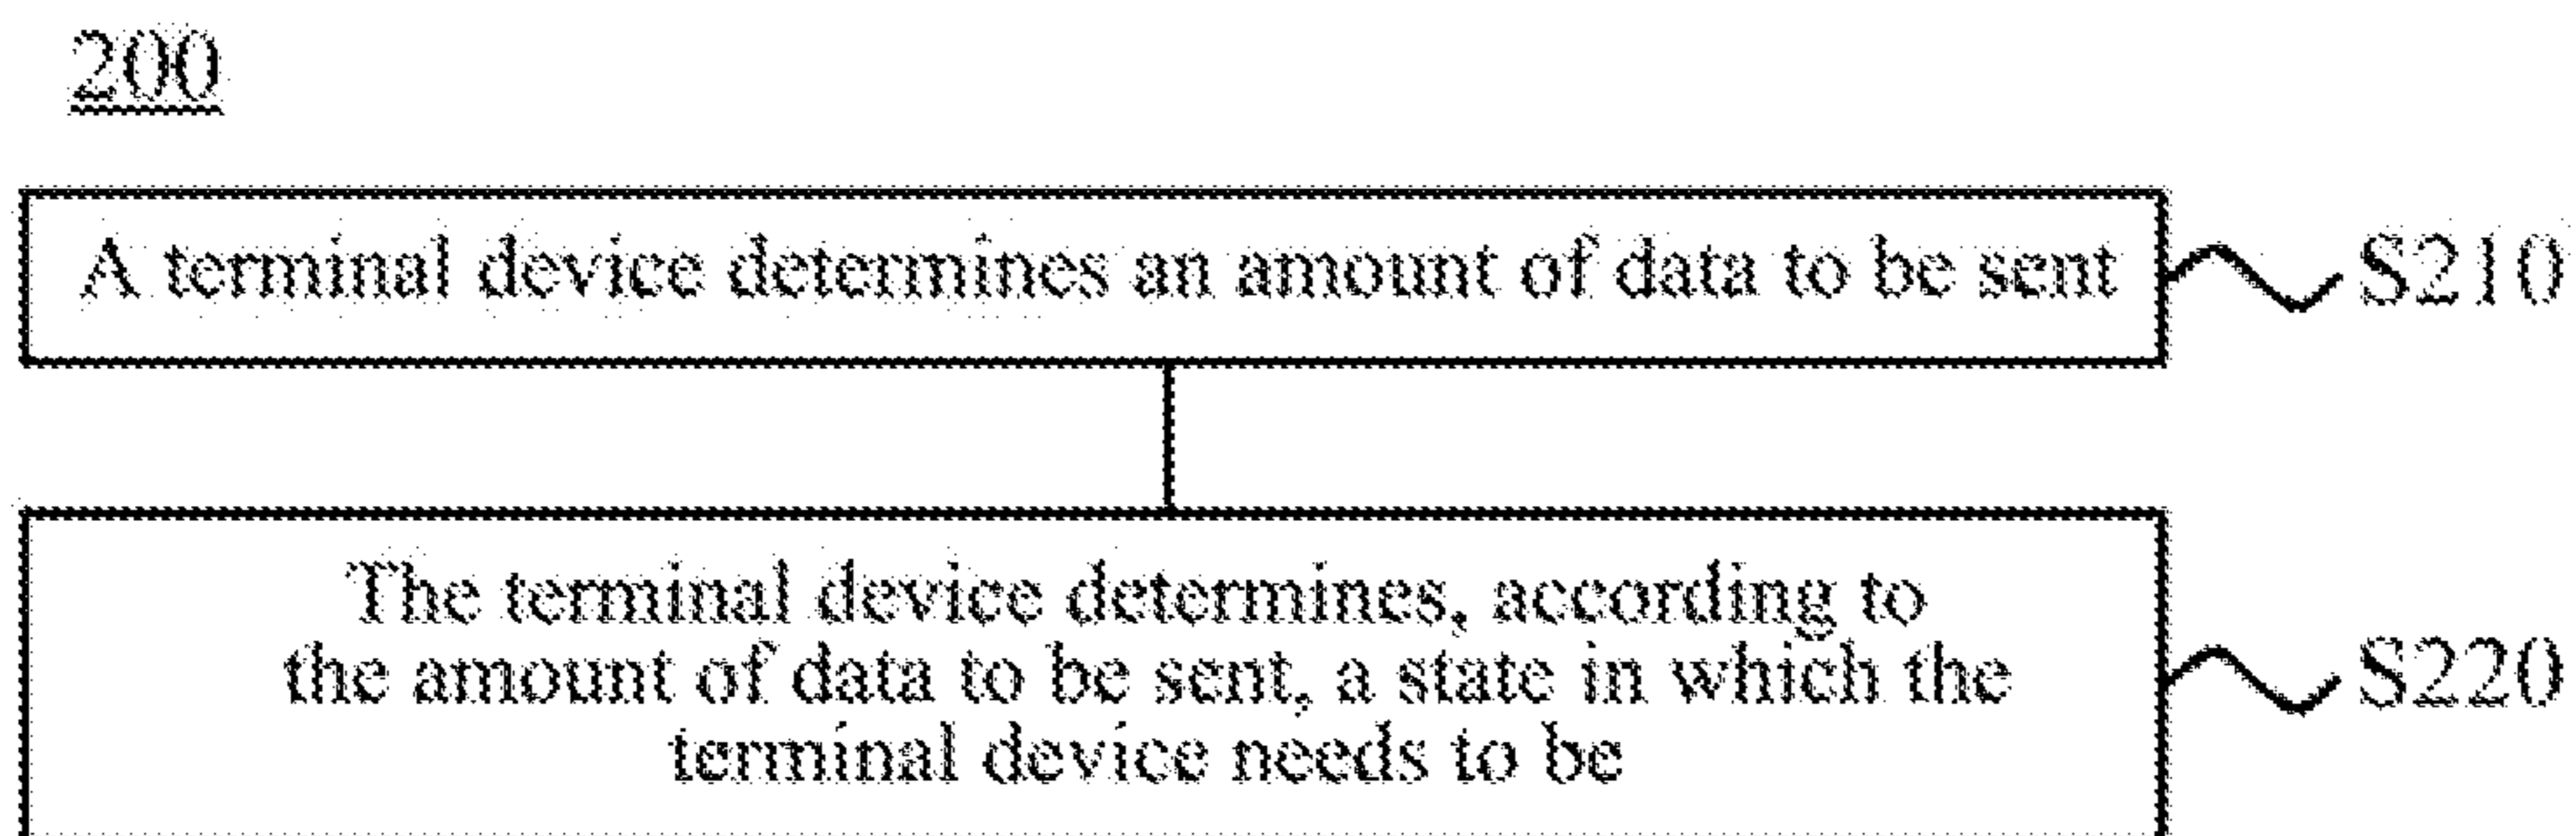 200
A terminal device determines an amount of data to be sent
S210
The terminal device determines, according to
the amount of data to be sent, a state in which the
terminal device needs to be
S220